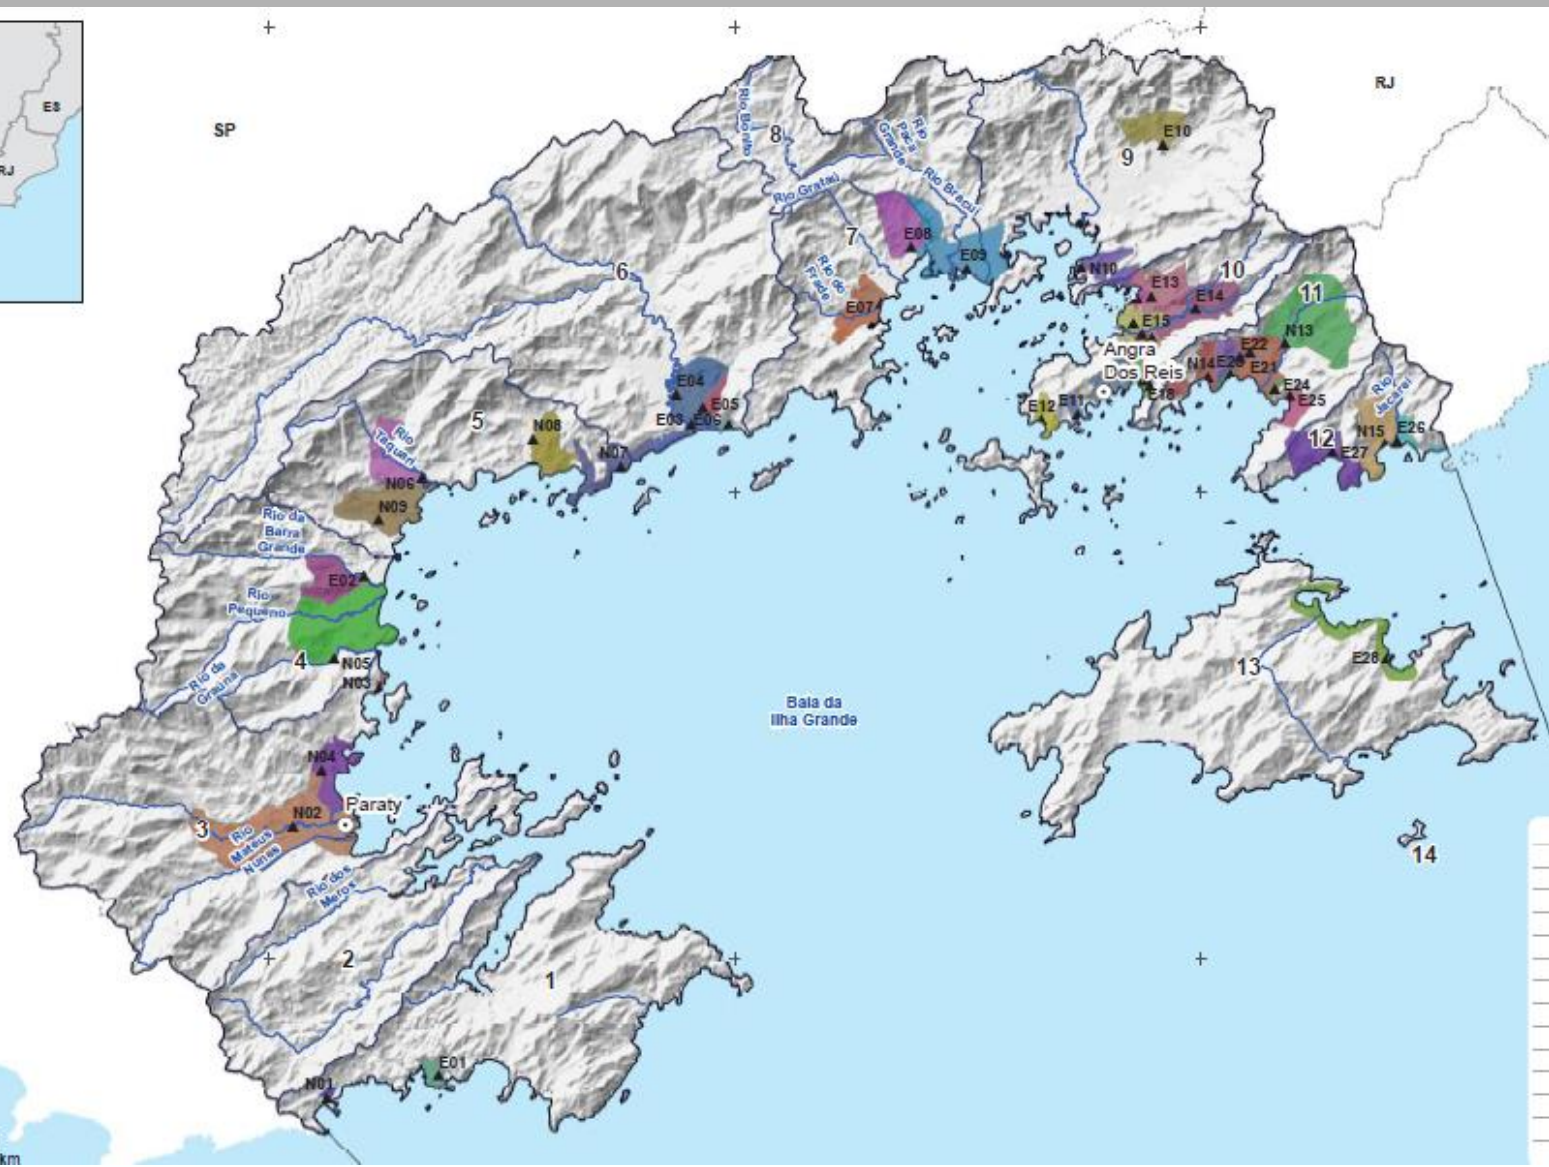 ES
RJ
SP
RJ
Rio Bonito
8
Rio
Paca
Grande
E10
9
Rio Grataú
Rio Bracuí
7
E08
E09
6
Rio do
Frade
N10
10
E13
E14
11
E07
E15
N13
Angra
Dos Reis
E22
N14
E21
E04
E05
E03
E06
E12
E11
E18
E24
E25
Rio
Jacareí
5
N08
Rio
Taquari
N07
12
N15
E26
E27
N06
N09
Rio da
Barra
Grande
E02
Rio
Pequeno
4
N05
N03
Rio da
Graúna
E28
13
Baia da
Ilha Grande
N04
Paraty
N02
3
Rio
Mateus
Nunes
14
Rio dos
Meros
2
1
E01
N01
km